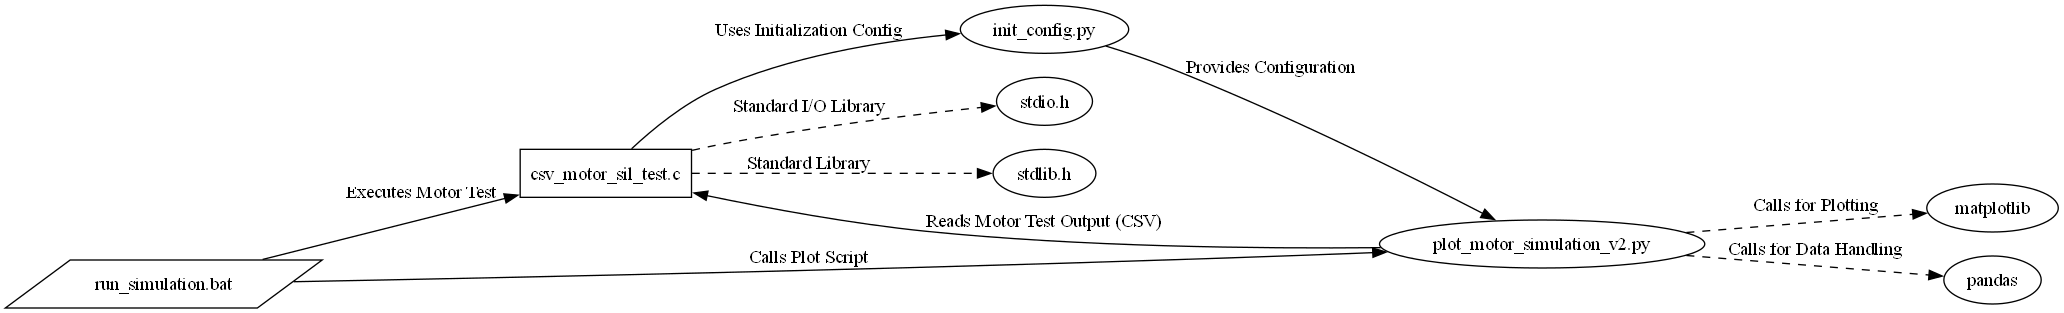 Uses Initialization Config
init_config.py
Provides Configuration
Standard I/O Library
stdio.h
Standard Library
stdlib.h
csv_motor_sil_test.c
Executes Motor Test
Reads Motor Test Output (CSV)
Calls for Plotting
matplotlib
plot_motor_simulation_v2.py
Calls for Data Handling
Calls Plot Script
run_simulation.bat
pandas